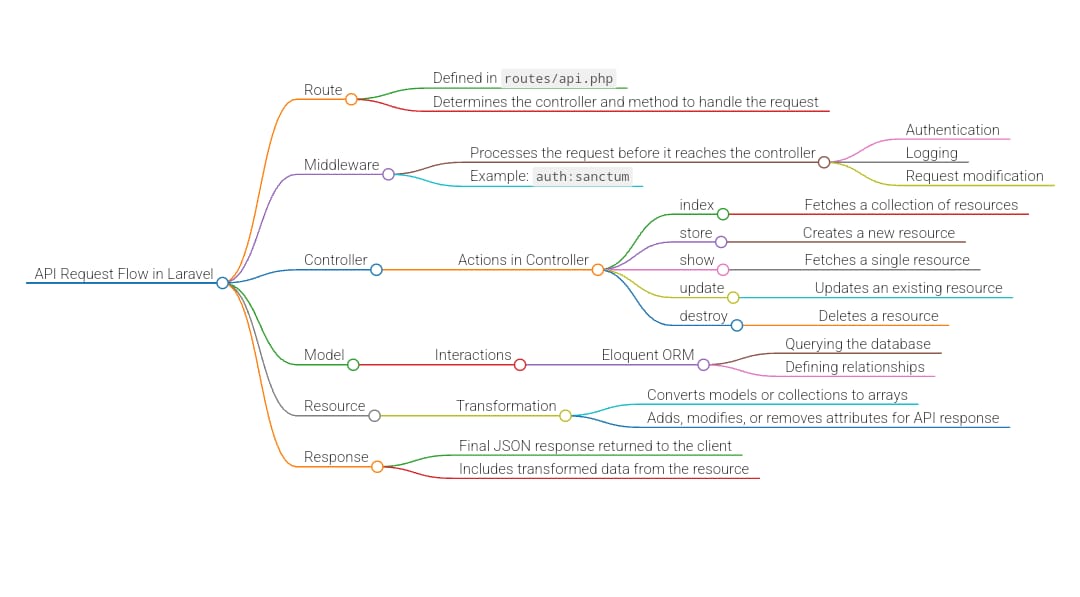 API Request Flow in Laravel
Route
Defined in routes/api.php
Determines the controller and method to handle the request
Middleware
Processes the request before it reaches the controller
Authentication
Logging
Request modification
Example: auth:sanctum
Controller
Actions in Controller
index
Fetches a collection of resources
store
Creates a new resource
show
Fetches a single resource
update
Updates an existing resource
destroy
Deletes a resource
Model
Interactions
Eloquent ORM
Querying the database
Defining relationships
Resource
Transformation
Converts models or collections to arrays
Adds, modifies, or removes attributes for API response
Response
Final JSON response returned to the client
Includes transformed data from the resource